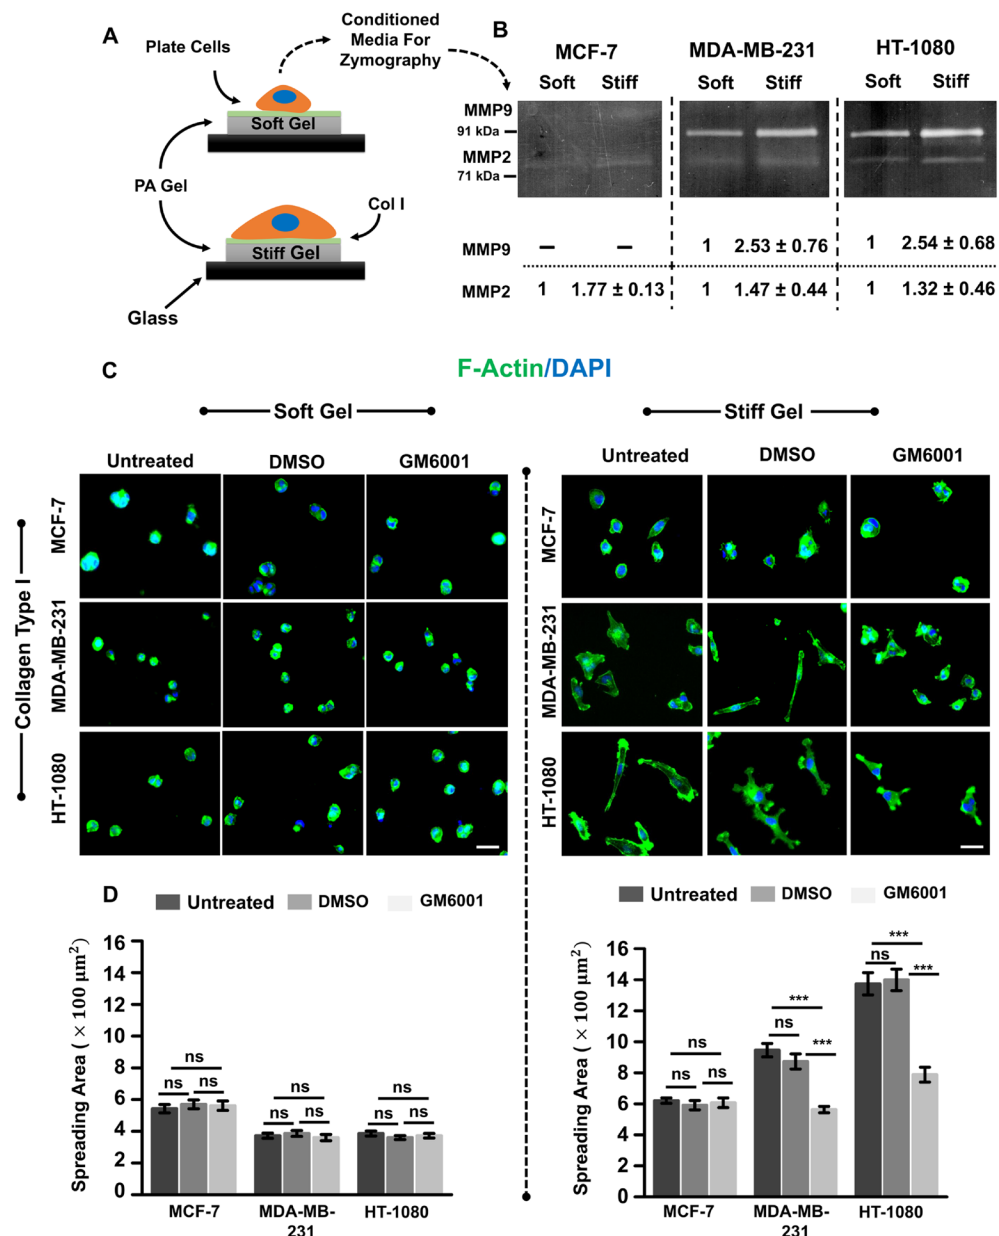 A
Plate Cells
Conditioned
Media For
Zymography
Soft Gel
PA Gel
Col I
Stiff Gel
Glass
B
MCF-7 MDA-MB-231 HT-1080
Soft Stiff Soft Stiff Soft Stiff
MMP9
91 kDa
MMP2
71 kDa
MMP9 – – 1 2.53 ± 0.76 1 2.54 ± 0.68
MMP2 1 1.77 ± 0.13 1 1.47 ± 0.44 1 1.32 ± 0.46
C
F-Actin/DAPI
Soft Gel Stiff Gel
Untreated DMSO GM6001 Untreated DMSO GM6001
Collagen Type I
MCF-7 MCF-7
MDA-MB-231 MDA-MB-231
HT-1080 HT-1080
D
Untreated DMSO GM6001
Spreading Area ( × 100 μm²)
16
14
12
10
8
6
4
2
0
ns
ns ns
ns
ns ns
ns
ns ns
MCF-7 MDA-MB-
231 HT-1080
Untreated DMSO GM6001
Spreading Area ( × 100 μm²)
16
14
12
10
8
6
4
2
0
ns
ns ns
***
ns
***
***
ns
***
MCF-7 MDA-MB-
231 HT-1080